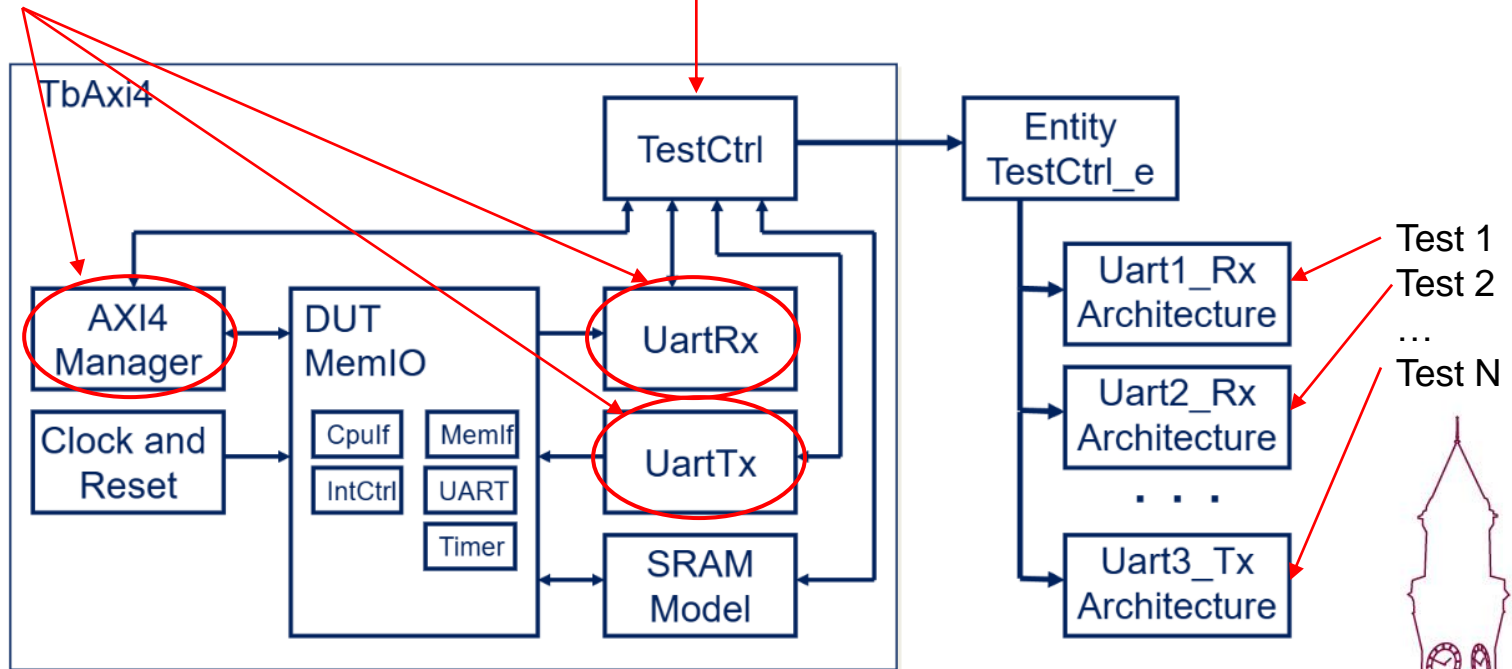 TbAxi4
TestCtrl
Entity
TestCtrl_e
AXI4
Manager
DUT
MemIO
UartRx
Clock and
Reset
CpuIf
MemIf
IntCtrl
UART
Timer
UartTx
SRAM
Model
Uart1_Rx
Architecture
Uart2_Rx
Architecture
. . .
Uart3_Tx
Architecture
Test 1
Test 2
...
Test N